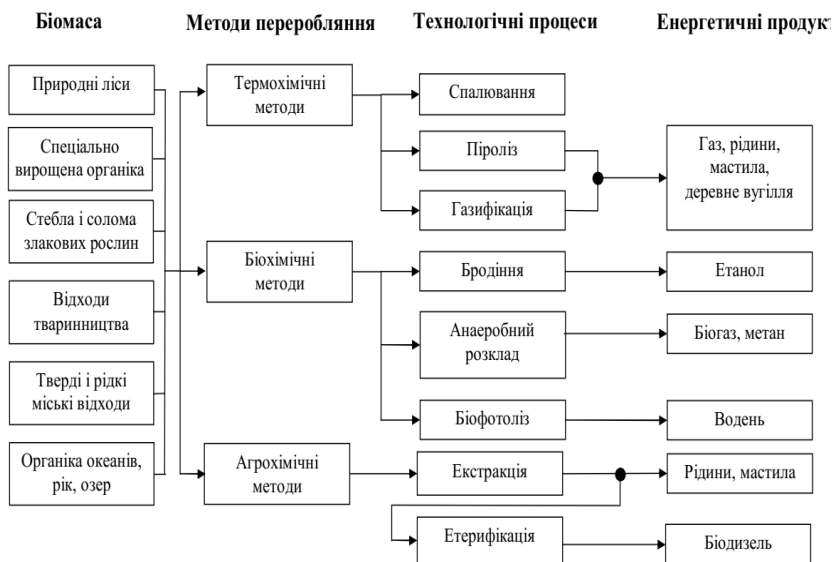 Біомаса
Методи переробляння
Технологічні процеси
Енергетичні продукт
Природні ліси
Спеціально
вирощена органіка
Стебла і солома
злакових рослин
Відходи
тваринництва
Тверді і рідкі
міські відходи
Органіка океанів,
рік, озер
Термохімічні
методи
Біохімічні
методи
Агрохімічні
методи
Спалювання
Піроліз
Газифікація
Бродіння
Анаеробний
розклад
Біофотоліз
Екстракція
Етерифікація
Газ, рідини,
мастила,
деревне вугілля
Етанол
Біогаз, метан
Водень
Рідини, мастила
Біодизель